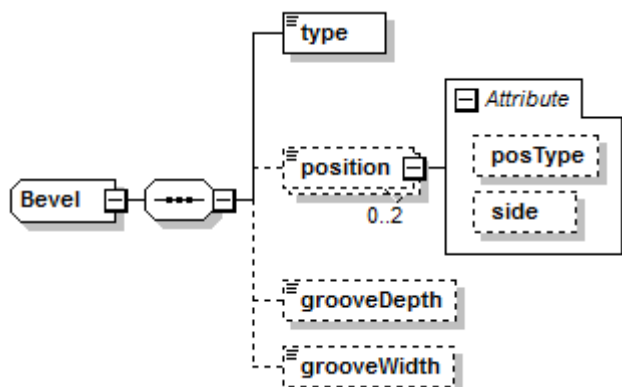 type
Attribute
posType
position
0..2
side
Bevel
grooveDepth
grooveWidth